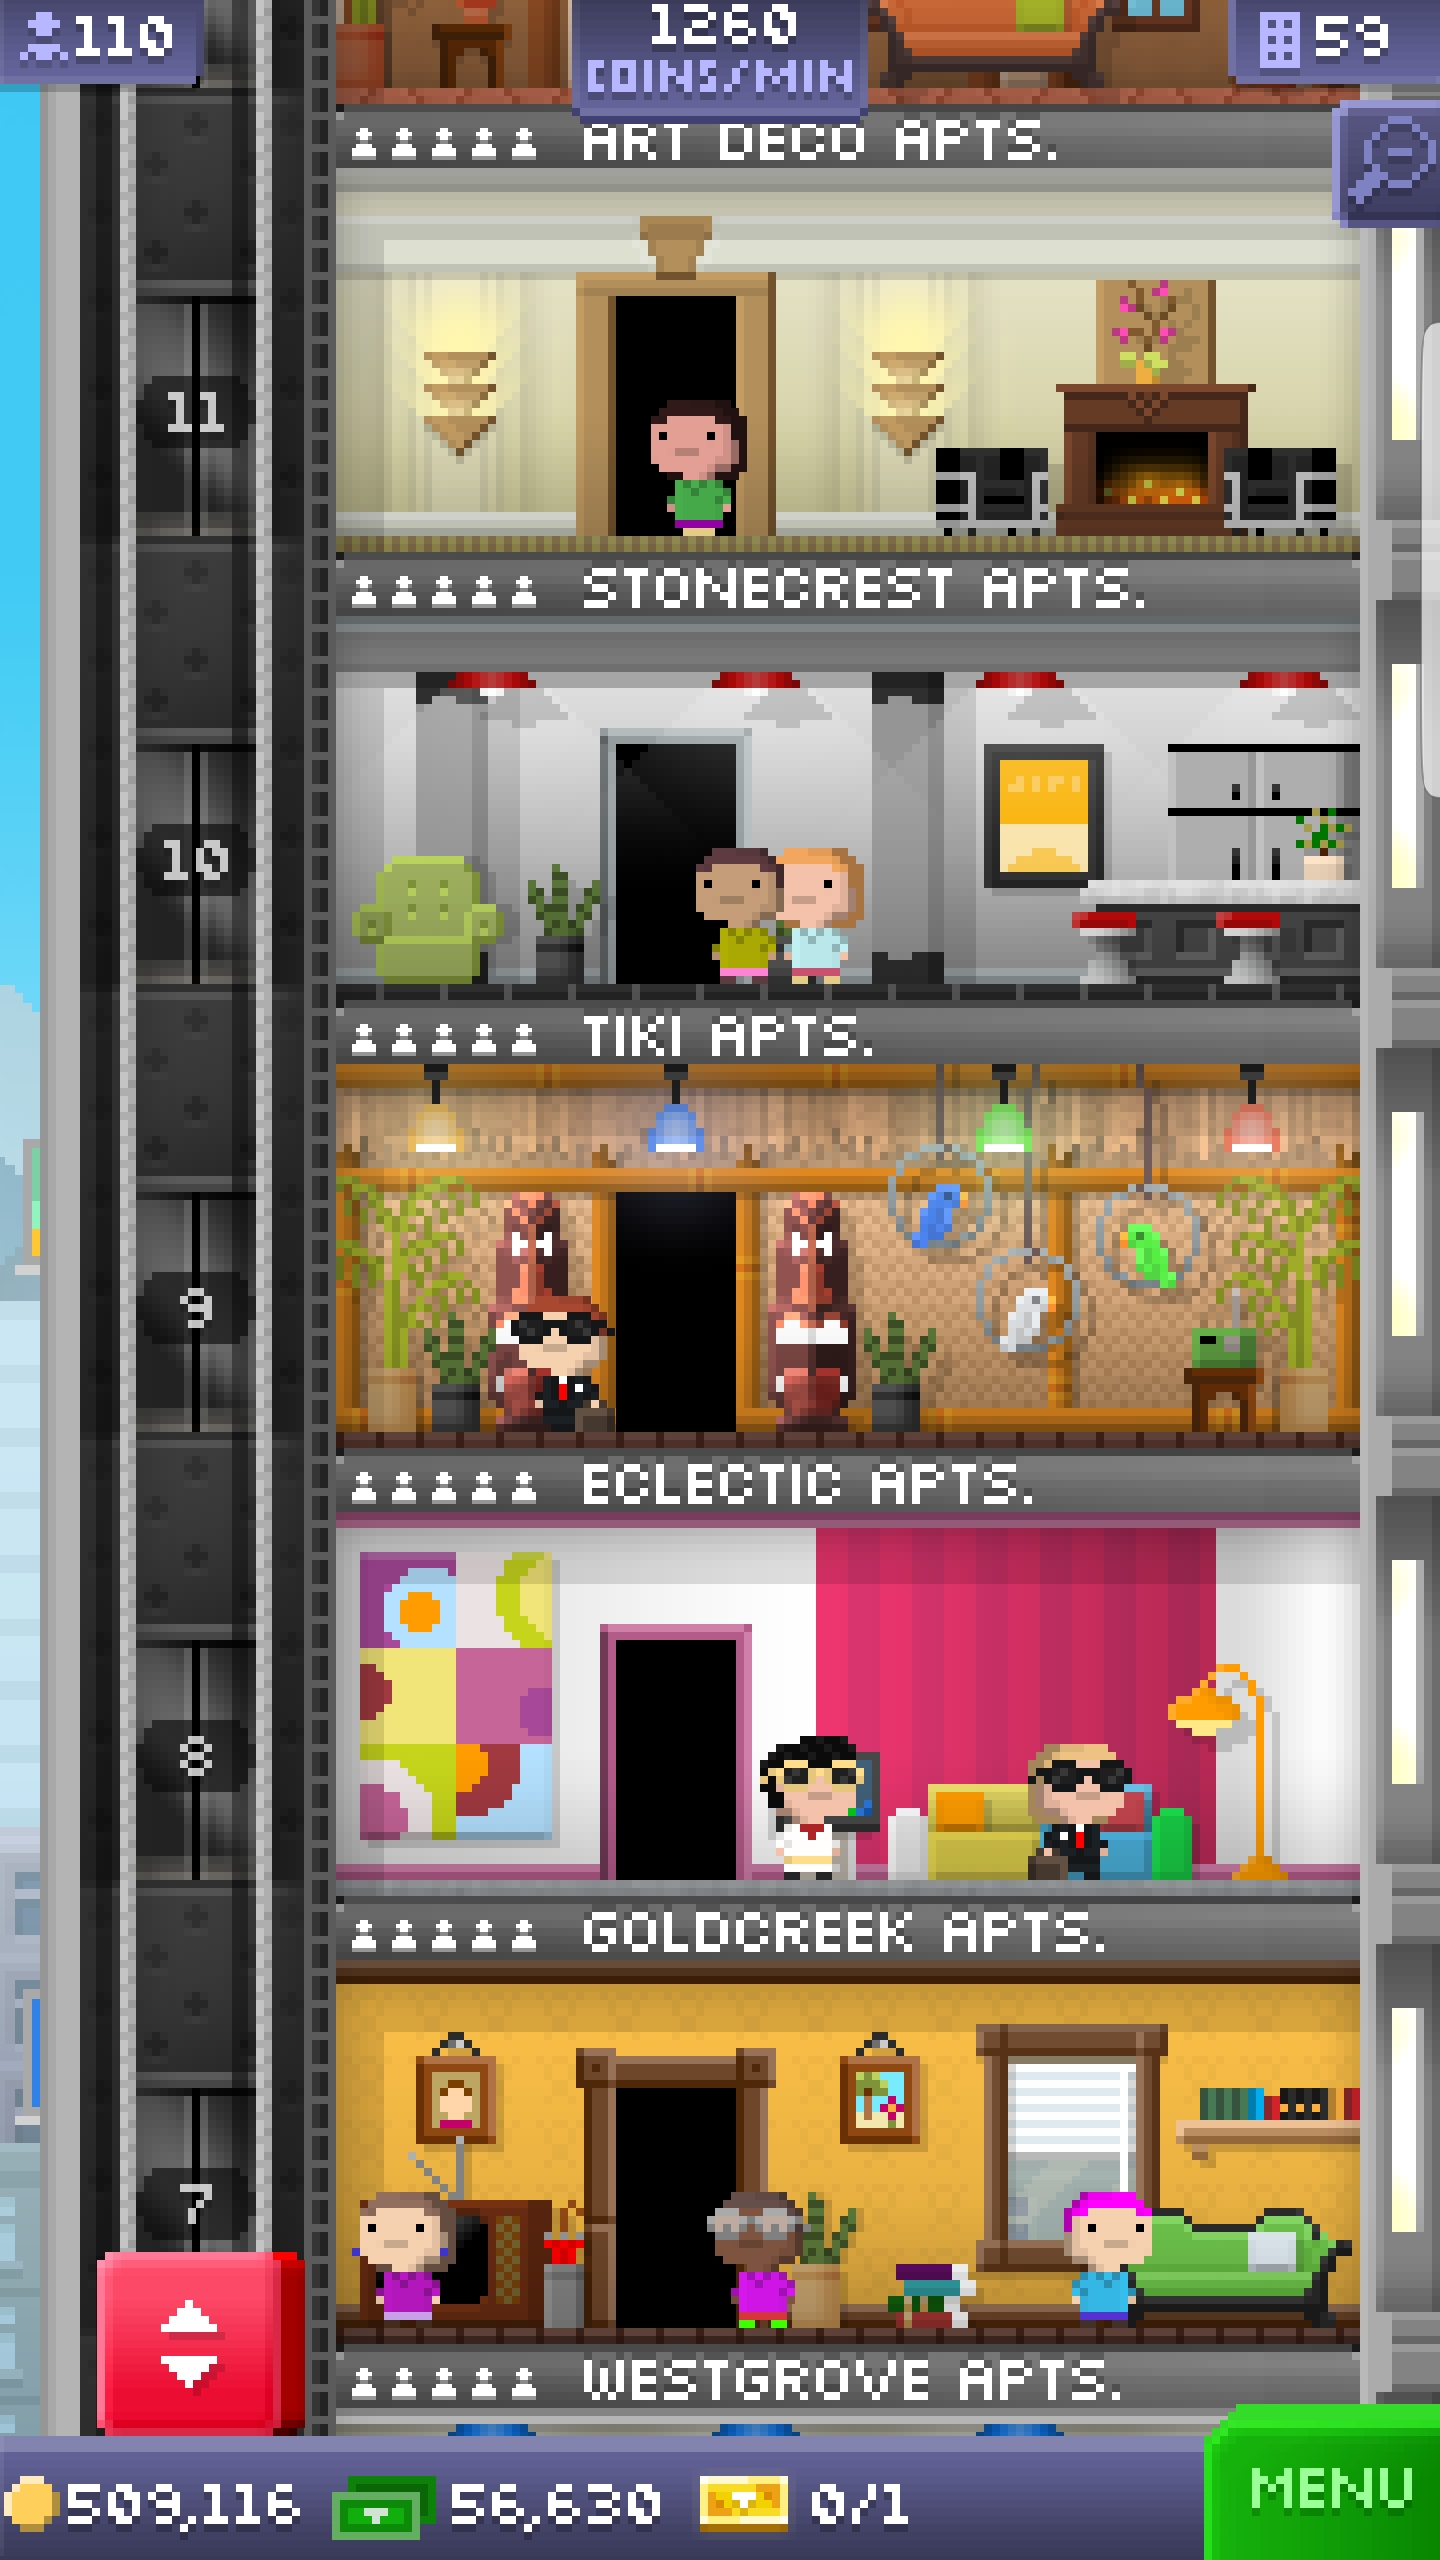 110
1260
COINS/MIN
59
ART DECO APTS.
11
STONECREST APTS.
10
TIKI APTS.
9
ECLECTIC APTS.
8
GOLDCREEK APTS.
7
WESTGROVE APTS.
509,116
56,630
0/1
MENU